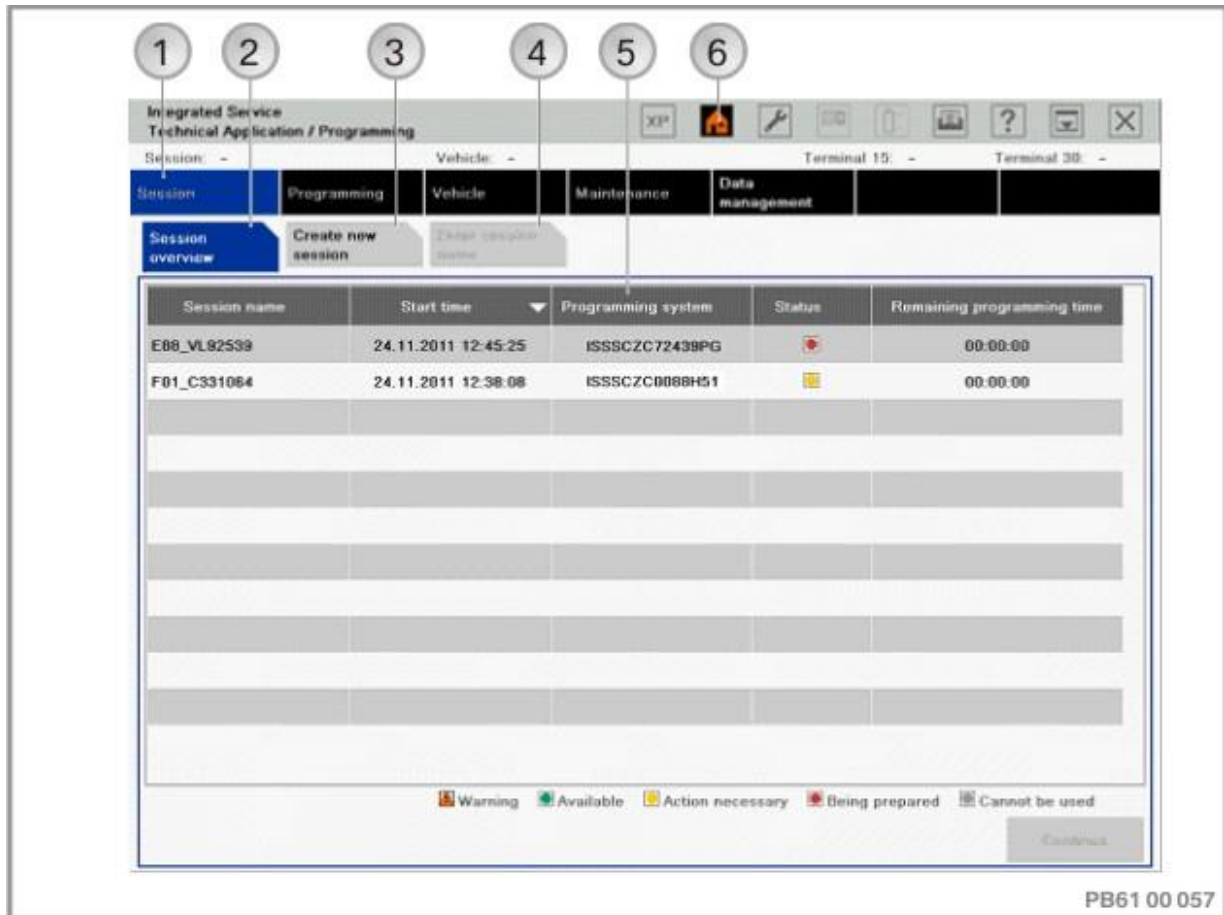 1 2 3 4 5 6
Integrated Service
Technical Application / Programming
XP ?
Session: - Vehicle: - Terminal 15: - Terminal 30: -
Session Programming Vehicle Maintenance Data
management
Session
overview
Create new
session
name
Session name Start time Programming system Status Remaining programming time
E88_VL92539 24.11.2011 12:45:25 ISSSCZC72439PG 00:00:00
F01_C331064 24.11.2011 12:38:08 ISSSCZC0088H51 00:00:00
Warning Available Action necessary Being prepared Cannot be used
Continue
PB61 00 057